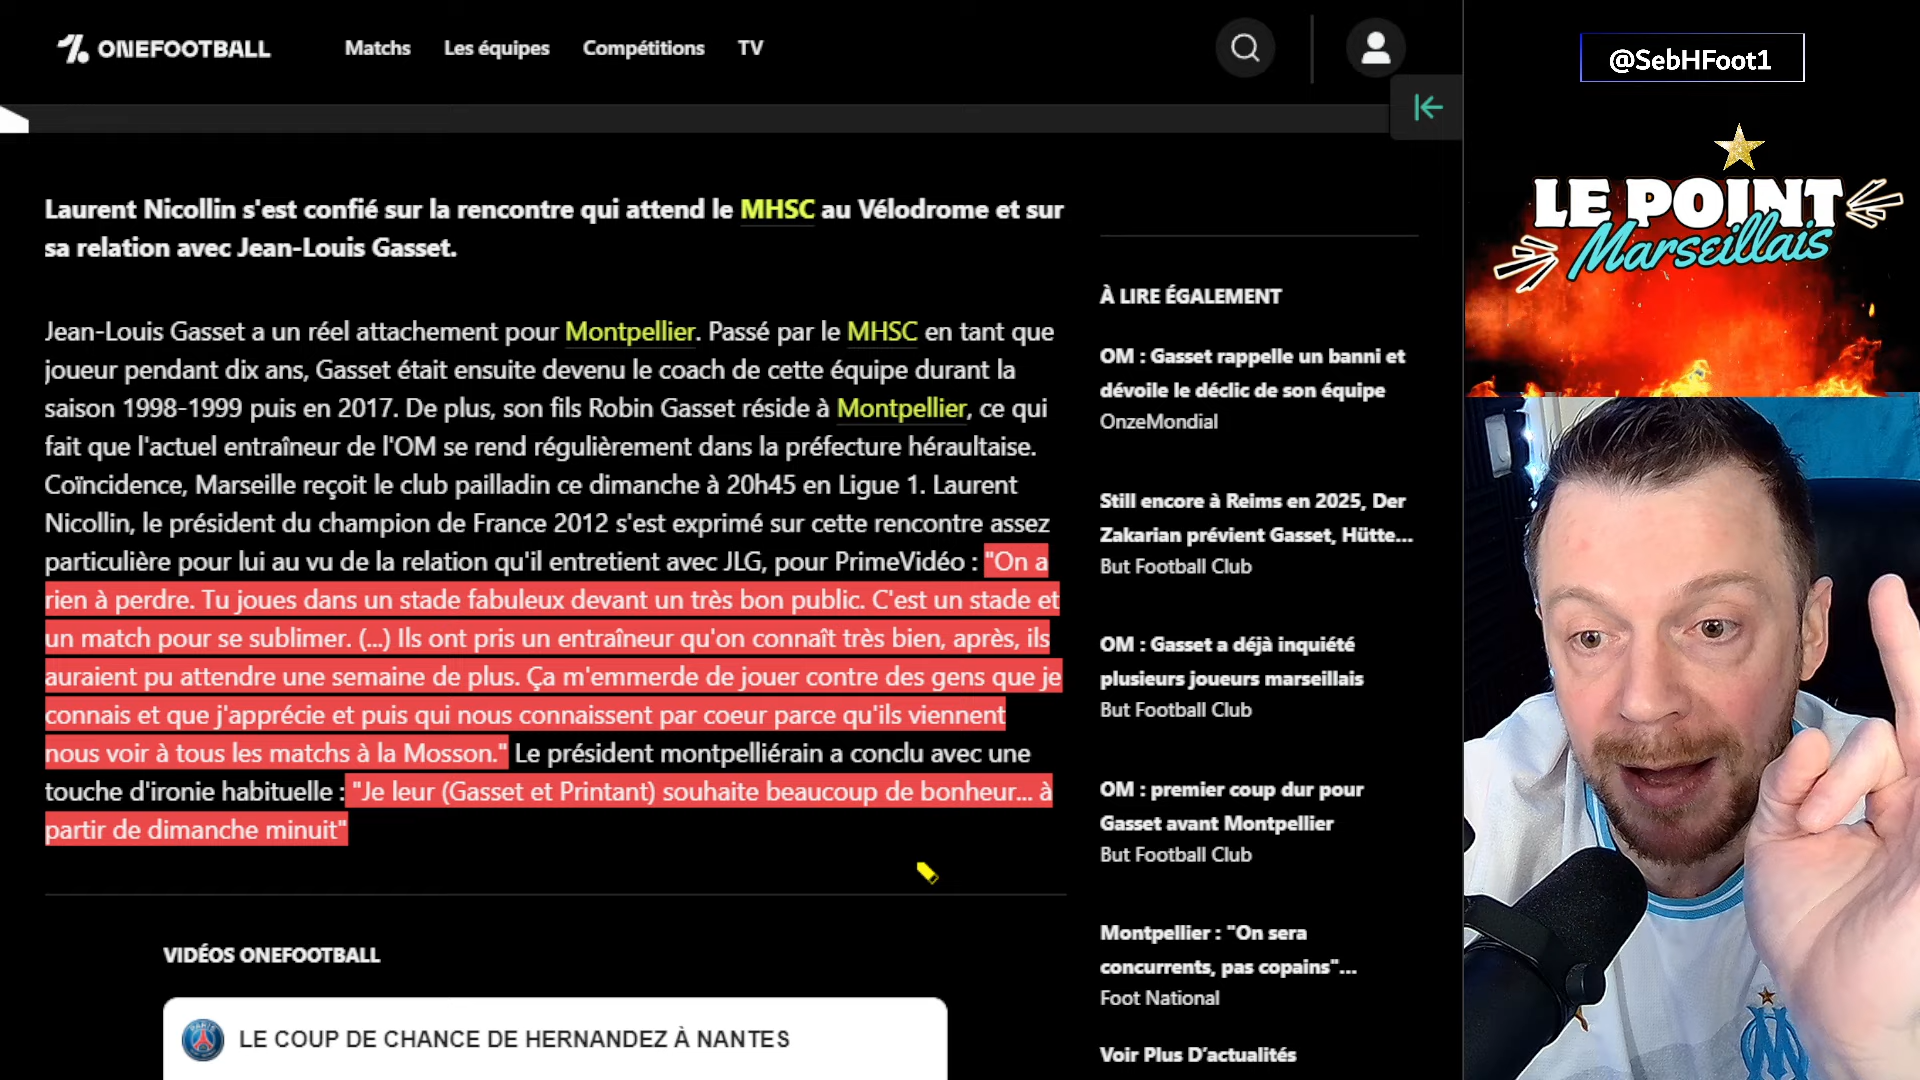 ONEFOOTBALL
Matchs
Les équipes
Compétitions
TV
@SebHFoot1
LE POINT
Marseillais
Laurent Nicollin s'est confié sur la rencontre qui attend le MHSC au Vélodrome et sur
sa relation avec Jean-Louis Gasset.
Jean-Louis Gasset a un réel attachement pour Montpellier. Passé par le MHSC en tant que
joueur pendant dix ans, Gasset était ensuite devenu le coach de cette équipe durant la
saison 1998-1999 puis en 2017. De plus, son fils Robin Gasset réside à Montpellier, ce qui
fait que l'actuel entraîneur de l'OM se rend régulièrement dans la préfecture héraultaise.
Coïncidence, Marseille reçoit le club pailladin ce dimanche à 20h45 en Ligue 1. Laurent
Nicollin, le président du champion de France 2012 s'est exprimé sur cette rencontre assez
particulière pour lui au vu de la relation qu'il entretient avec JLG, pour PrimeVidéo : "On a
rien à perdre. Tu joues dans un stade fabuleux devant un très bon public. C'est un stade et
un match pour se sublimer. (...) Ils ont pris un entraîneur qu'on connaît très bien, après, ils
auraient pu attendre une semaine de plus. Ça m'emmerde de jouer contre des gens que je
connais et que j'apprécie et puis qui nous connaissent par coeur parce qu'ils viennent
nous voir à tous les matchs à la Mosson." Le président montpelliérain a conclu avec une
touche d'ironie habituelle : "Je leur (Gasset et Printant) souhaite beaucoup de bonheur... à
partir de dimanche minuit"
VIDÉOS ONEFOOTBALL
PARIS
LE COUP DE CHANCE DE HERNANDEZ À NANTES
À LIRE ÉGALEMENT
OM : Gasset rappelle un banni et
dévoile le déclic de son équipe
OnzeMondial
Still encore à Reims en 2025, Der
Zakarian prévient Gasset, Hütte...
But Football Club
OM : Gasset a déjà inquiété
plusieurs joueurs marseillais
But Football Club
OM : premier coup dur pour
Gasset avant Montpellier
But Football Club
Montpellier : "On sera
concurrents, pas copains"...
Foot National
Voir Plus D'actualités